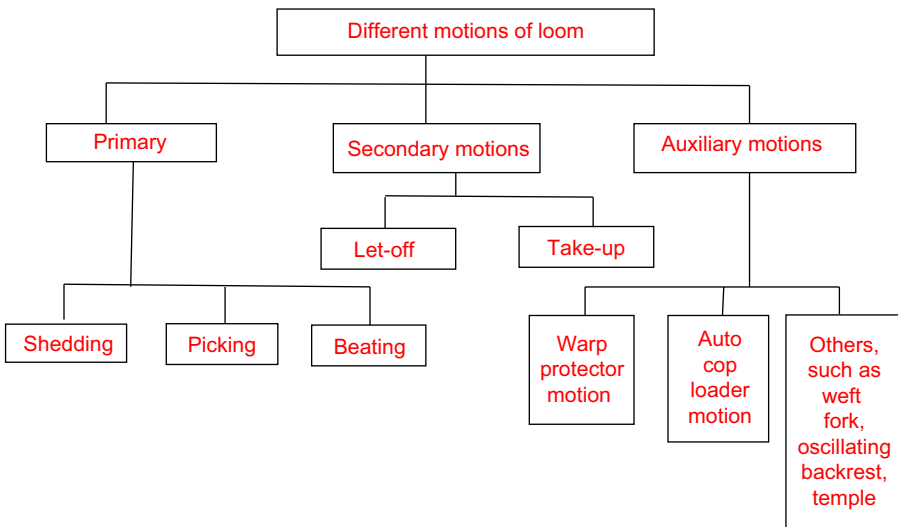 Different motions of loom
Primary
Secondary motions
Auxiliary motions
Let-off
Take-up
Shedding
Picking
Beating
Warp
protector
motion
Auto
cop
loader
motion
Others,
such as
weft
fork,
oscillating
backrest,
temple